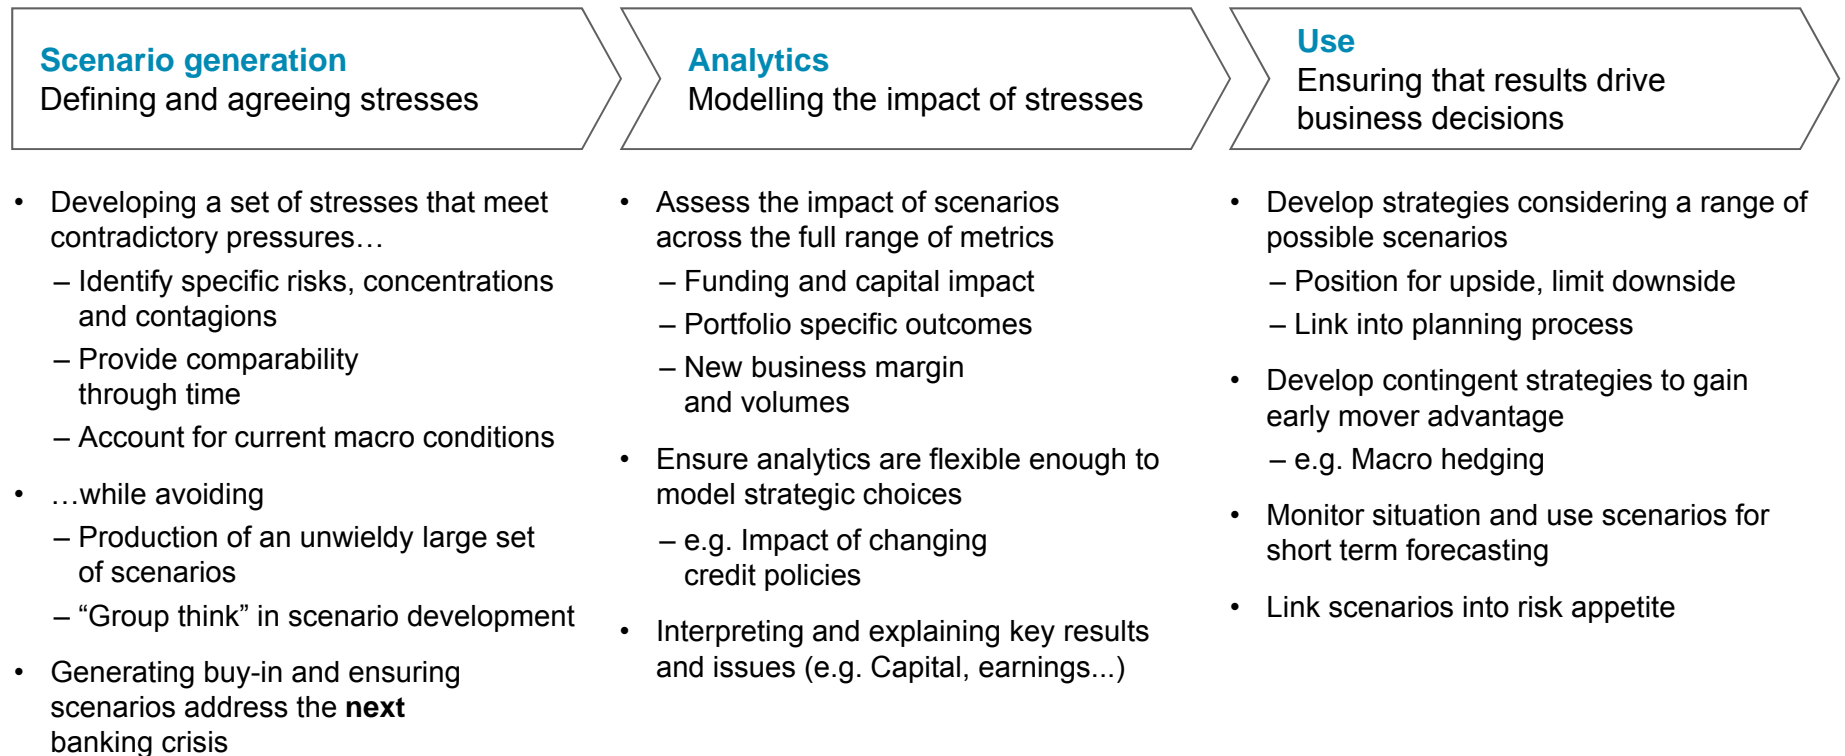 Scenario generation
Defining and agreeing stresses
• Developing a set of stresses that meet
contradictory pressures…
– Identify specific risks, concentrations
and contagions
– Provide comparability
through time
– Account for current macro conditions
• …while avoiding
– Production of an unwieldy large set
of scenarios
– “Group think” in scenario development
• Generating buy-in and ensuring
scenarios address the next
banking crisis
Analytics
Modelling the impact of stresses
• Assess the impact of scenarios
across the full range of metrics
– Funding and capital impact
– Portfolio specific outcomes
– New business margin
and volumes
• Ensure analytics are flexible enough to
model strategic choices
– e.g. Impact of changing
credit policies
• Interpreting and explaining key results
and issues (e.g. Capital, earnings...)
Use
Ensuring that results drive
business decisions
• Develop strategies considering a range of
possible scenarios
– Position for upside, limit downside
– Link into planning process
• Develop contingent strategies to gain
early mover advantage
– e.g. Macro hedging
• Monitor situation and use scenarios for
short term forecasting
• Link scenarios into risk appetite